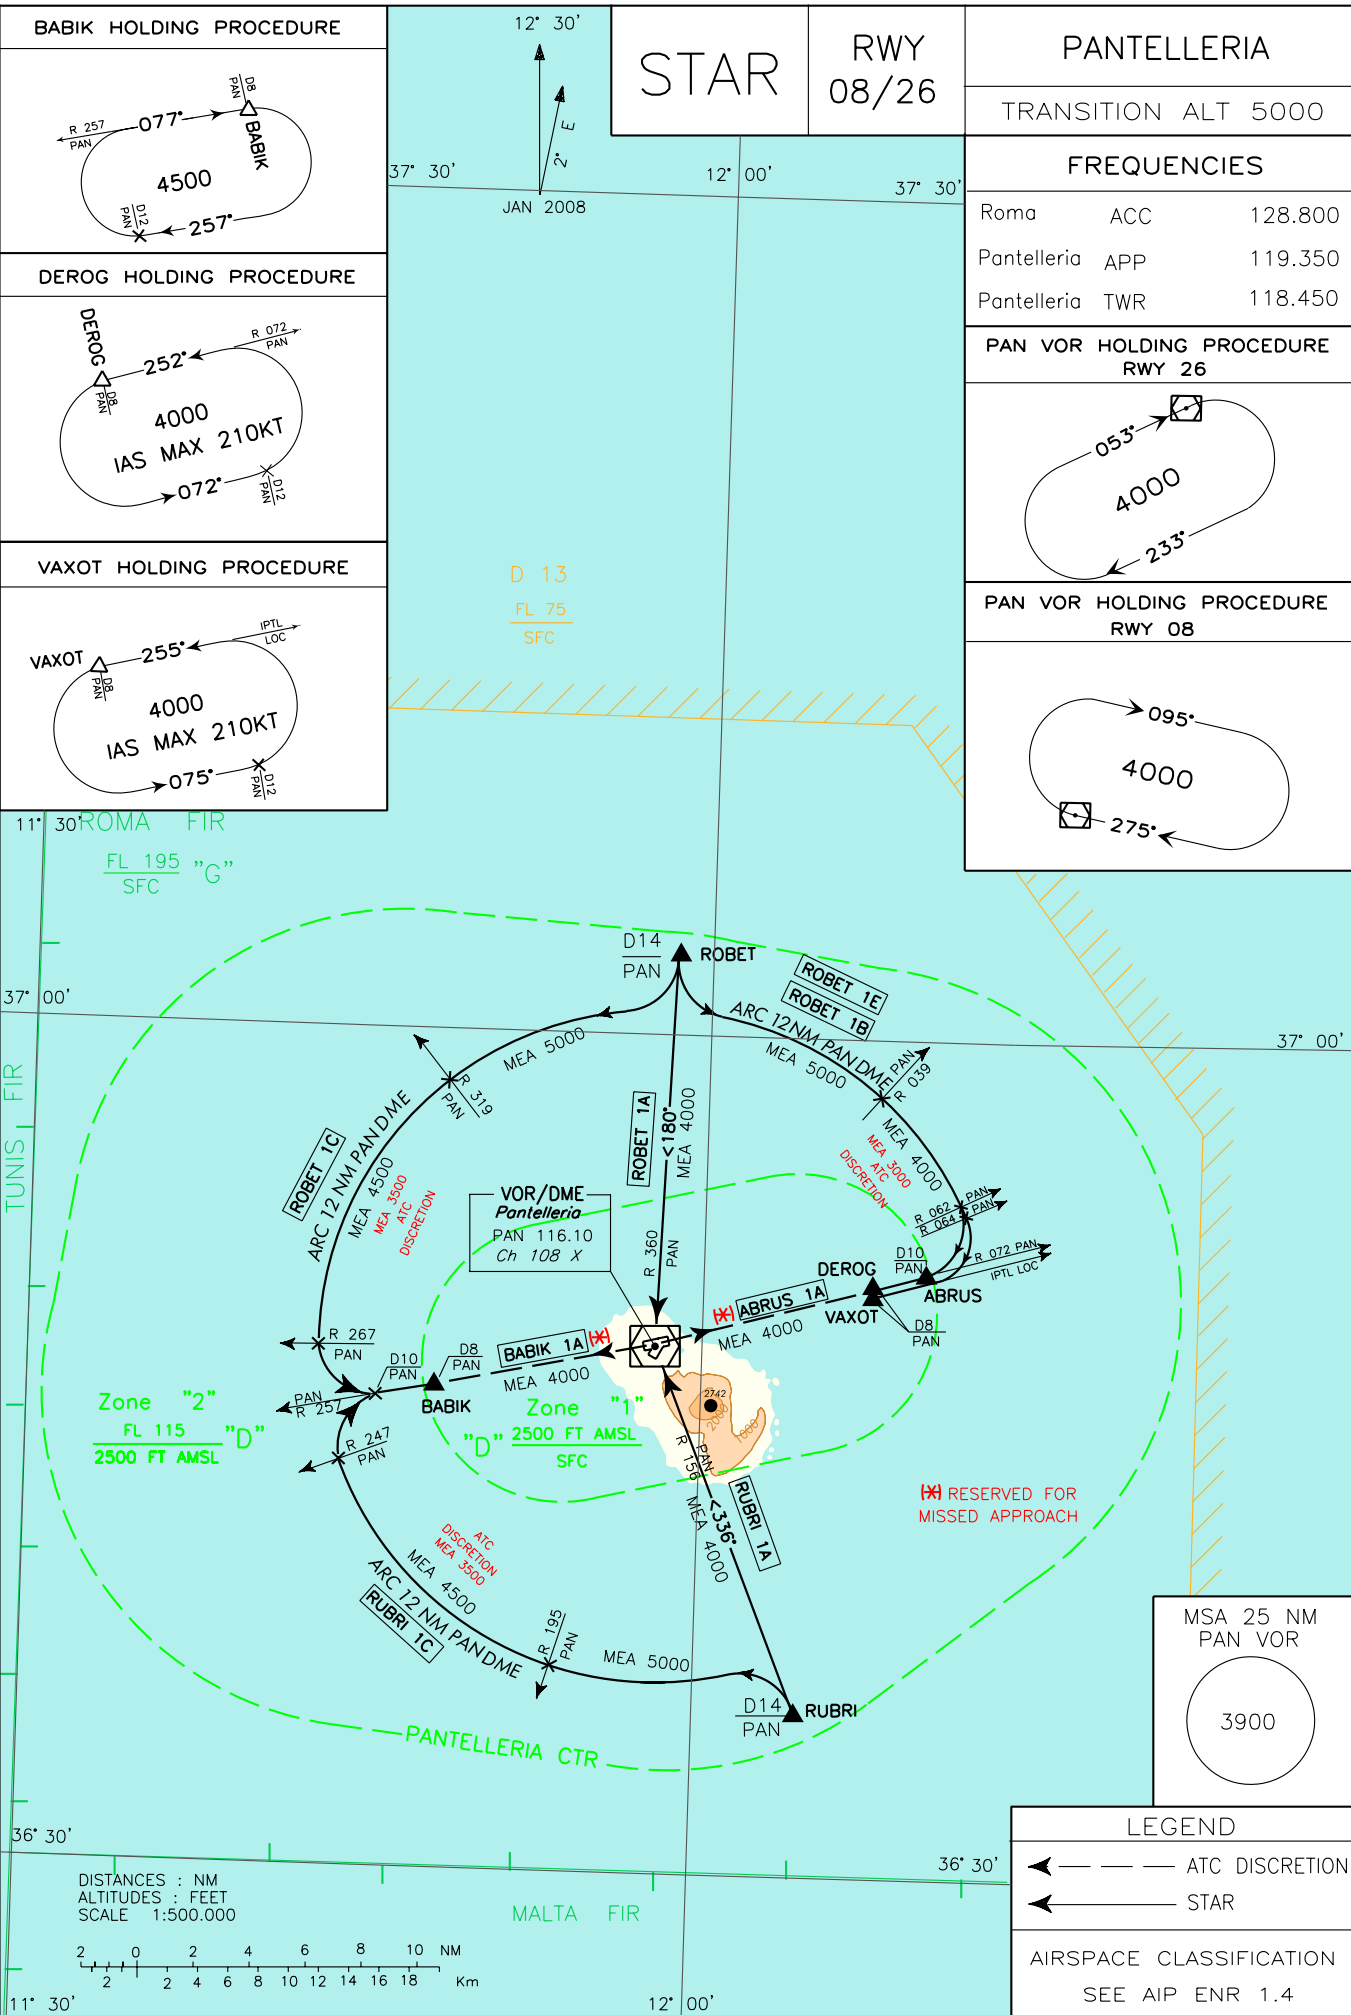 BABIK HOLDING PROCEDURE
R 257
PAN
077°
D8
PAN
BABIK
4500
D12
PAN
257°
DEROG HOLDING PROCEDURE
DEROG
252°
R 072
PAN
D8
PAN
4000
IAS MAX 210KT
072°
D12
PAN
VAXOT HOLDING PROCEDURE
VAXOT
255°
IPTL
LOC
D8
PAN
4000
IAS MAX 210KT
075°
D12
PAN
12° 30'
2° E
JAN 2008
STAR
RWY
08/26
PANTELLERIA
TRANSITION ALT 5000
FREQUENCIES
Roma ACC 128.800
Pantelleria APP 119.350
Pantelleria TWR 118.450
PAN VOR HOLDING PROCEDURE
RWY 26
053°
4000
233°
PAN VOR HOLDING PROCEDURE
RWY 08
095°
4000
275°
37° 30'
12° 00'
37° 30'
D 13
FL 75
SFC
11° 30'
ROMA FIR
FL 195
SFC
"G"
37° 00'
37° 00'
TUNIS FIR
D14
PAN
ROBET
ROBET 1E
ROBET 1B
ARC 12 NM PAN DME
MEA 5000
PAN
R 039
MEA 5000
R 319
PAN
ROBET 1C
ARC 12 NM PAN DME
MEA 4500
MEA 3500
ATC
DISCRETION
ROBET 1A
<180°
MEA 4000
R 360
PAN
MEA 4000
MEA 3000
ATC
DISCRETION
R 062 PAN
R 064 PAN
VOR/DME
Pantelleria
PAN 116.10
Ch 108 X
D10
PAN
R 072 PAN
IPTL LOC
DEROG
VAXOT
ABRUS
D8
PAN
(*) ABRUS 1A
MEA 4000
BABIK 1A (*)
MEA 4000
R 267
PAN
D10
PAN
D8
PAN
BABIK
PAN
R 257
R 247
PAN
Zone "2"
FL 115
2500 FT AMSL
"D"
Zone "1"
"D"
2500 FT AMSL
SFC
2742
2000
1000
PAN
R 156
<336°
MEA 4000
RUBRI 1A
(*) RESERVED FOR
MISSED APPROACH
ATC
DISCRETION
MEA 3500
MEA 4500
ARC 12 NM PAN DME
RUBRI 1C
R 195
PAN
MEA 5000
D14
PAN
RUBRI
PANTELLERIA CTR
MSA 25 NM
PAN VOR
3900
36° 30'
36° 30'
DISTANCES : NM
ALTITUDES : FEET
SCALE 1:500.000
MALTA FIR
2 0 2 4 6 8 10 NM
2 2 4 6 8 10 12 14 16 18 Km
11° 30'
12° 00'
LEGEND
ATC DISCRETION
STAR
AIRSPACE CLASSIFICATION
SEE AIP ENR 1.4